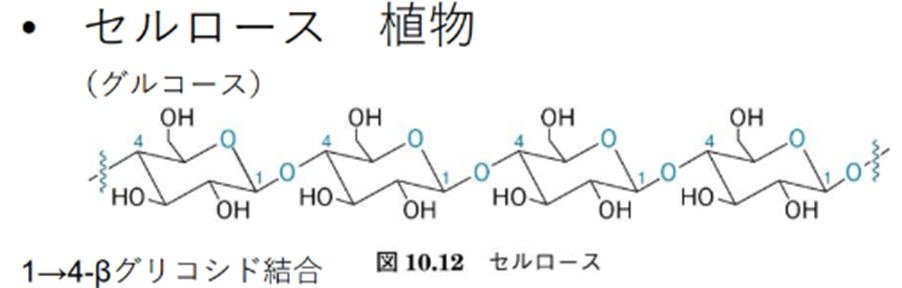 • セルロース　植物
（グルコース）
OH OH OH OH
4 O 4 O 4 O 4 O
1 O 1 O 1 O 1 O
HO OH HO OH HO OH HO OH
1→4-βグリコシド結合
図 10.12　セルロース